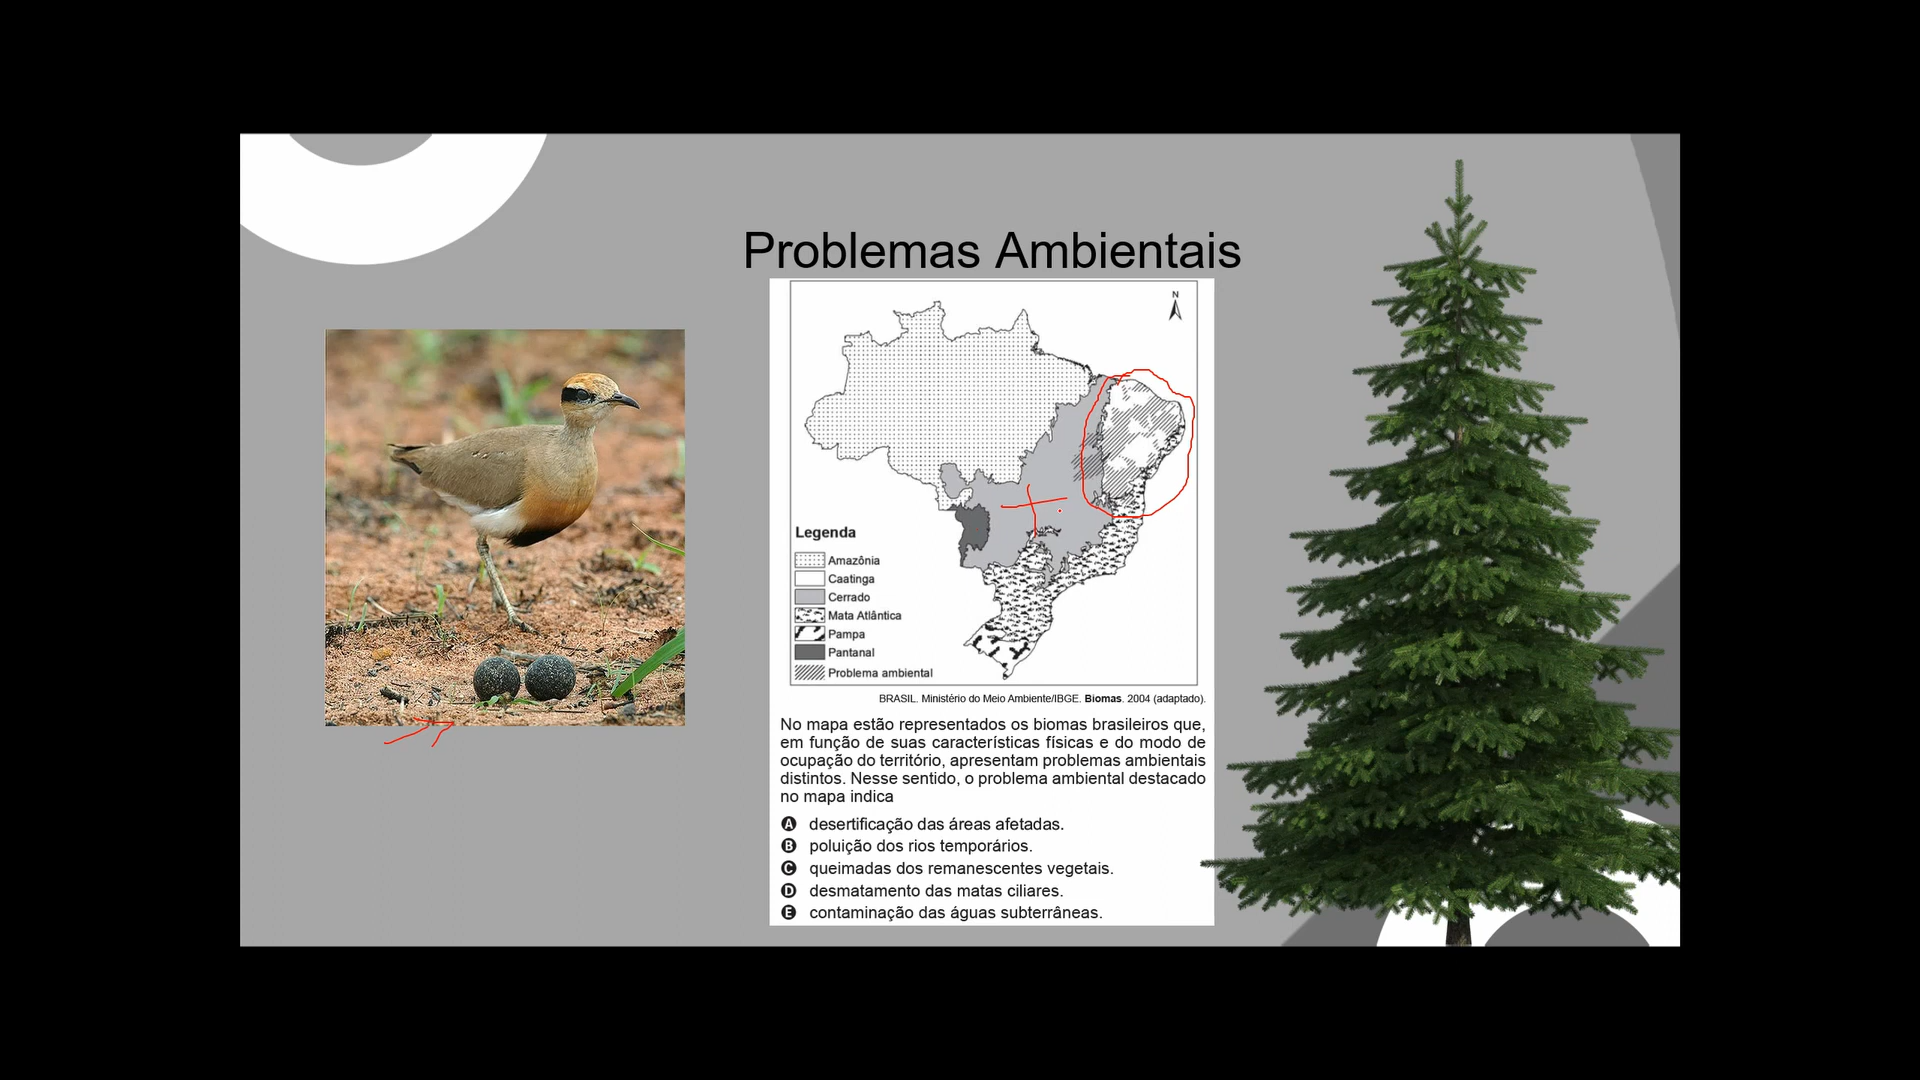 Problemas Ambientais
N
Legenda
Amazônia
Caatinga
Cerrado
Mata Atlântica
Pampa
Pantanal
Problema ambiental
BRASIL. Ministério do Meio Ambiente/IBGE. Biomas. 2004 (adaptado).
No mapa estão representados os biomas brasileiros que,
em função de suas características físicas e do modo de
ocupação do território, apresentam problemas ambientais
distintos. Nesse sentido, o problema ambiental destacado
no mapa indica
A desertificação das áreas afetadas.
B poluição dos rios temporários.
C queimadas dos remanescentes vegetais.
D desmatamento das matas ciliares.
E contaminação das águas subterrâneas.